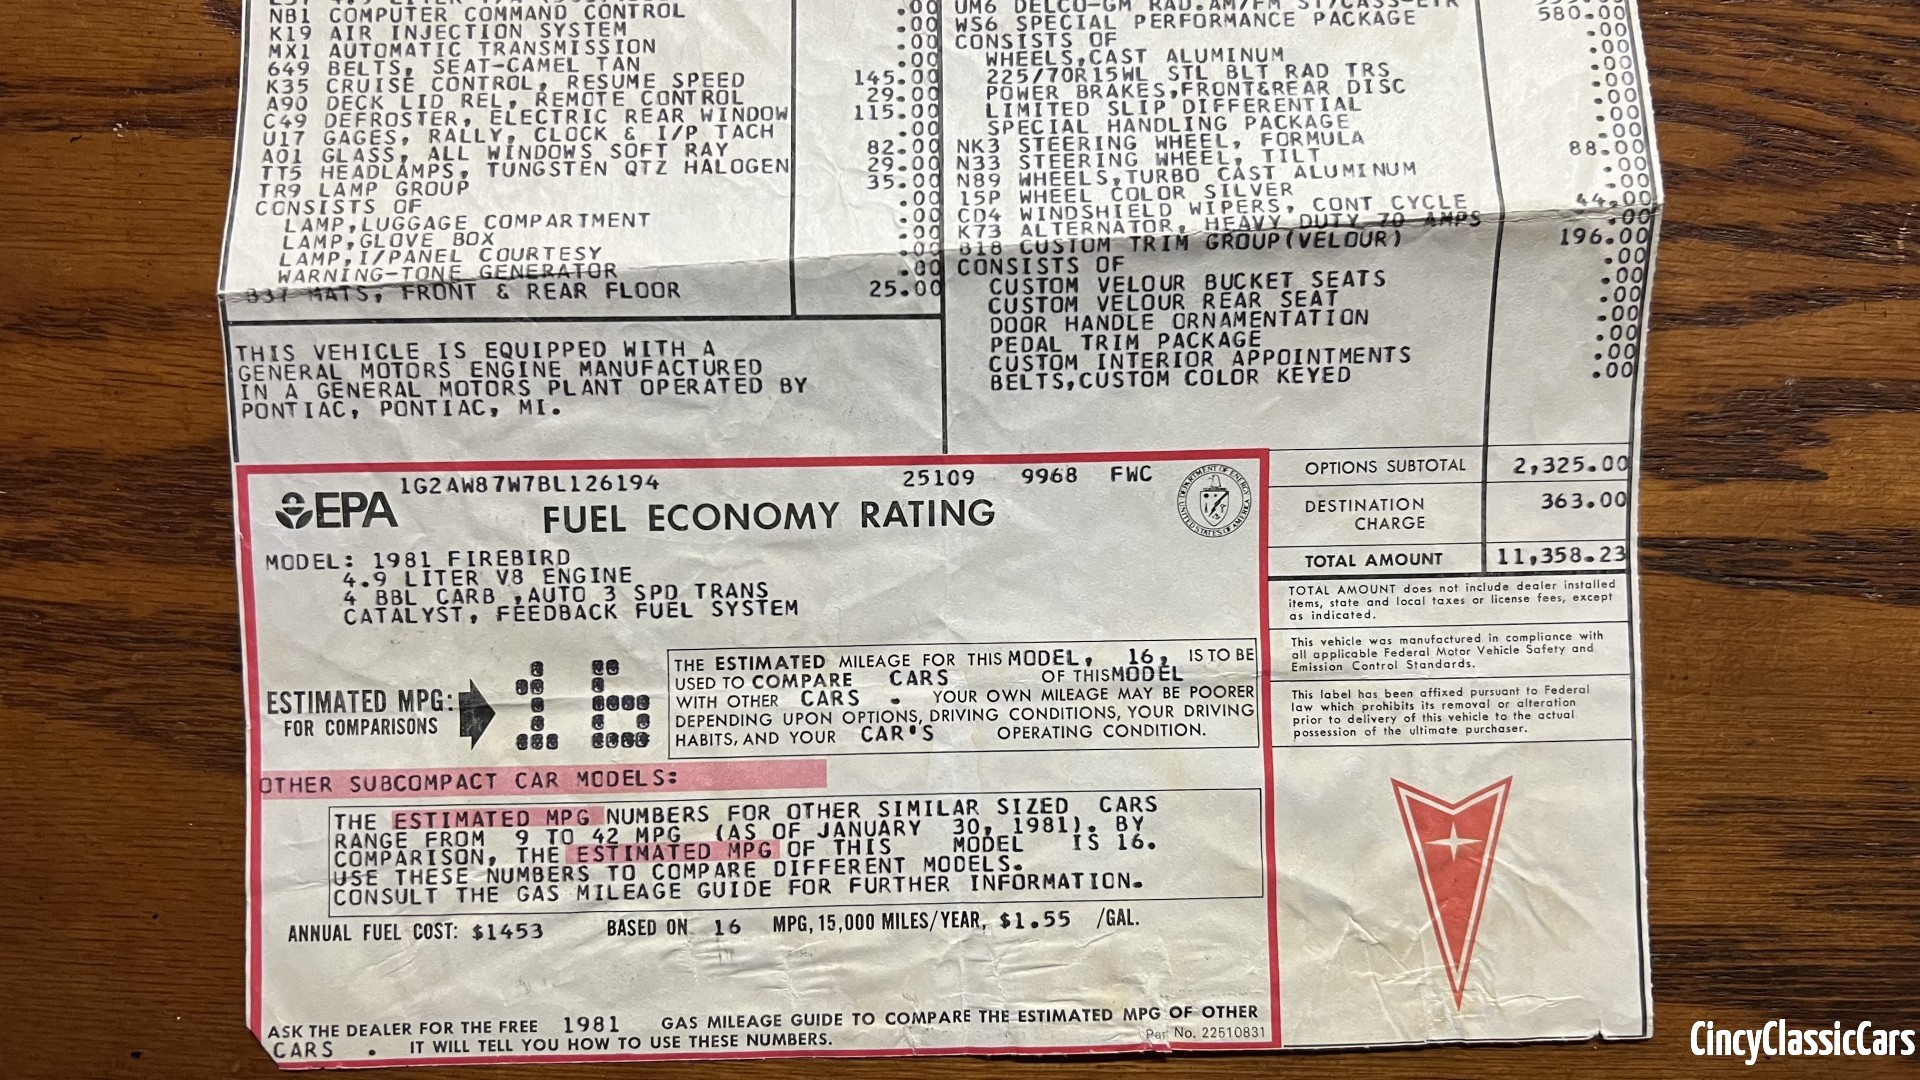 NB1 COMPUTER COMMAND CONTROL .00
K19 AIR INJECTION SYSTEM .00
MX1 AUTOMATIC TRANSMISSION .00
649 BELTS, SEAT-CAMEL TAN .00
K35 CRUISE CONTROL, RESUME SPEED 145.00
A90 DECK LID REL, REMOTE CONTROL 29.00
C49 DEFROSTER, ELECTRIC REAR WINDOW 115.00
U17 GAGES, RALLY, CLOCK & I/P TACH .00
A01 GLASS, ALL WINDOWS SOFT RAY 82.00
TT5 HEADLAMPS, TUNGSTEN QTZ HALOGEN 29.00
TR9 LAMP GROUP 35.00
CONSISTS OF .00
LAMP,LUGGAGE COMPARTMENT .00
LAMP,GLOVE BOX .00
LAMP,I/PANEL COURTESY .00
WARNING-TONE GENERATOR .00
B37 MATS, FRONT & REAR FLOOR 25.00
THIS VEHICLE IS EQUIPPED WITH A
GENERAL MOTORS ENGINE MANUFACTURED
IN A GENERAL MOTORS PLANT OPERATED BY
PONTIAC, PONTIAC, MI.
UM6 DELCO-GM RAD.AM/FM ST/CASS-ETR
WS6 SPECIAL PERFORMANCE PACKAGE 580.00
CONSISTS OF .00
WHEELS,CAST ALUMINUM .00
225/70R15WL STL BLT RAD TRS .00
POWER BRAKES,FRONT&REAR DISC .00
LIMITED SLIP DIFFERENTIAL .00
SPECIAL HANDLING PACKAGE .00
NK3 STEERING WHEEL, FORMULA .00
N33 STEERING WHEEL, TILT 88.00
N89 WHEELS,TURBO CAST ALUMINUM .00
15P WHEEL COLOR SILVER .00
CD4 WINDSHIELD WIPERS, CONT CYCLE 44.00
K73 ALTERNATOR, HEAVY DUTY 70 AMPS .00
B18 CUSTOM TRIM GROUP(VELOUR) 196.00
CONSISTS OF .00
CUSTOM VELOUR BUCKET SEATS .00
CUSTOM VELOUR REAR SEAT .00
DOOR HANDLE ORNAMENTATION .00
PEDAL TRIM PACKAGE .00
CUSTOM INTERIOR APPOINTMENTS .00
BELTS,CUSTOM COLOR KEYED .00
OPTIONS SUBTOTAL 2,325.00
DESTINATION CHARGE 363.00
TOTAL AMOUNT 11,358.23
TOTAL AMOUNT does not include dealer installed
items, state and local taxes or license fees, except
as indicated.
This vehicle was manufactured in compliance with
all applicable Federal Motor Vehicle Safety and
Emission Control Standards.
This label has been affixed pursuant to Federal
law which prohibits its removal or alteration
prior to delivery of this vehicle to the actual
possession of the ultimate purchaser.
1G2AW87W7BL126194 25109 9968 FWC
EPA
FUEL ECONOMY RATING
DEPARTMENT OF ENERGY UNITED STATES OF AMERICA
MODEL: 1981 FIREBIRD
4.9 LITER V8 ENGINE
4 BBL CARB ,AUTO 3 SPD TRANS
CATALYST, FEEDBACK FUEL SYSTEM
ESTIMATED MPG: 16
FOR COMPARISONS
THE ESTIMATED MILEAGE FOR THIS MODEL, 16, IS TO BE
USED TO COMPARE CARS OF THIS MODEL
WITH OTHER CARS . YOUR OWN MILEAGE MAY BE POORER
DEPENDING UPON OPTIONS, DRIVING CONDITIONS, YOUR DRIVING
HABITS, AND YOUR CAR'S OPERATING CONDITION.
OTHER SUBCOMPACT CAR MODELS:
THE ESTIMATED MPG NUMBERS FOR OTHER SIMILAR SIZED CARS
RANGE FROM 9 TO 42 MPG (AS OF JANUARY 30, 1981). BY
COMPARISON, THE ESTIMATED MPG OF THIS MODEL IS 16.
USE THESE NUMBERS TO COMPARE DIFFERENT MODELS.
CONSULT THE GAS MILEAGE GUIDE FOR FURTHER INFORMATION.
ANNUAL FUEL COST: $1453 BASED ON 16 MPG, 15,000 MILES/YEAR, $1.55 /GAL.
ASK THE DEALER FOR THE FREE 1981 GAS MILEAGE GUIDE TO COMPARE THE ESTIMATED MPG OF OTHER
CARS . IT WILL TELL YOU HOW TO USE THESE NUMBERS.
Part No. 22510831
CincyClassicCars